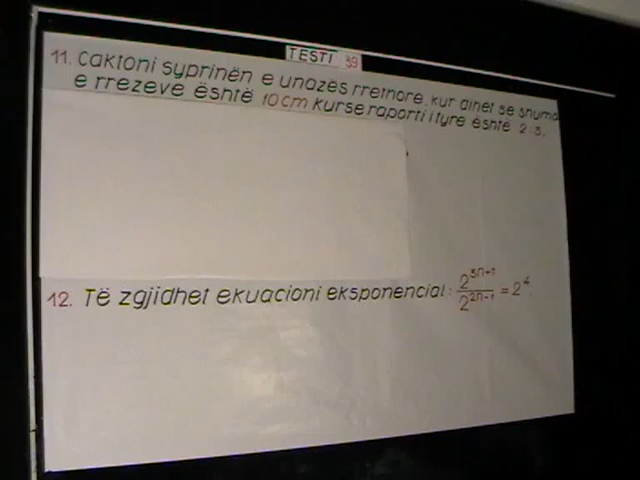 TESTI 39
11. Caktoni syprinën e unazës rrethore, kur dihet se shuma
e rrezeve është 10cm kurse raporti i tyre është 2:3.
12. Të zgjidhet ekuacioni eksponencial: 2^{3n+1}/2^{2n-1} = 2^4.